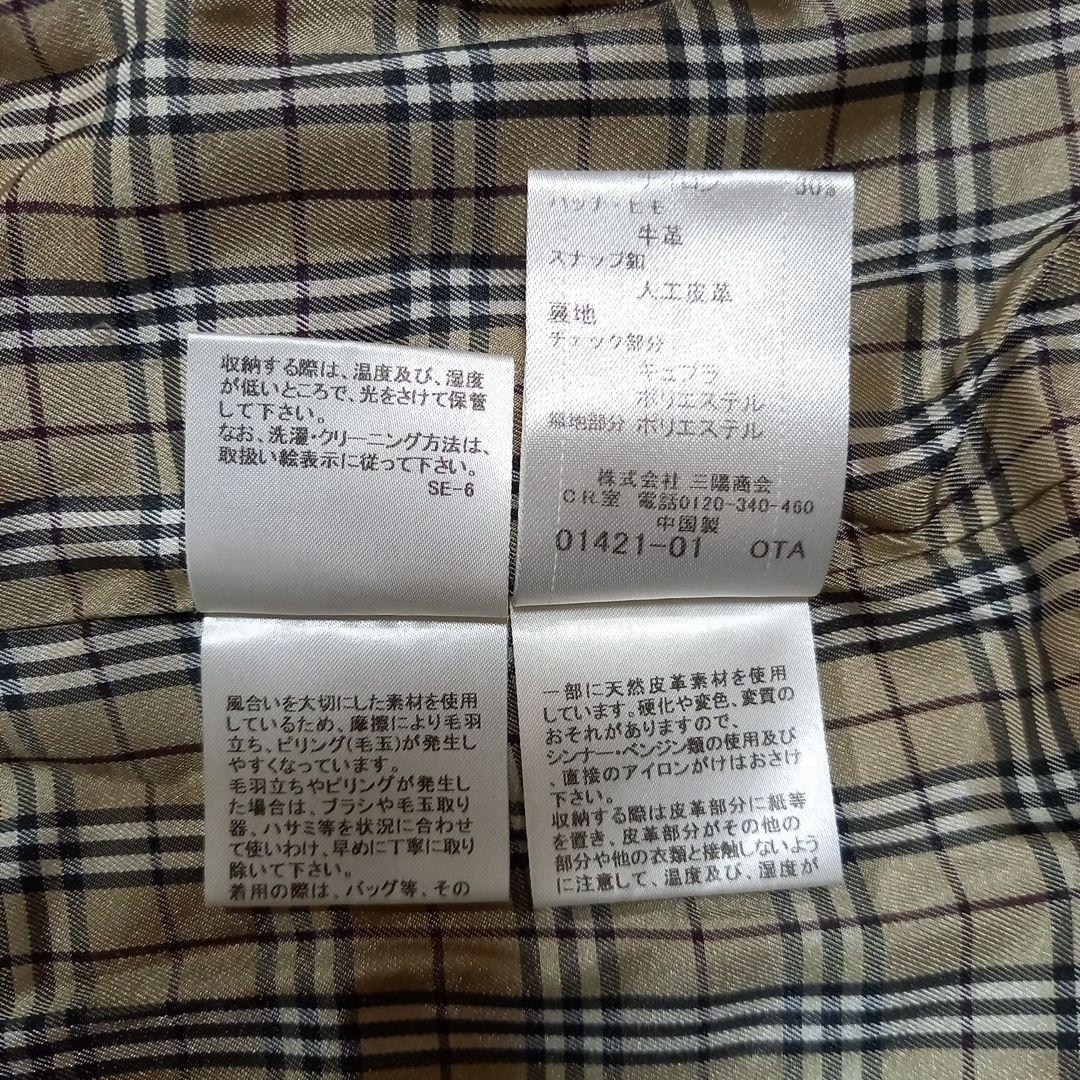 収納する際は、温度及び、湿度
が低いところで、光をさけて保管
して下さい。
なお、洗濯・クリーニング方法は、
取扱い絵表示に従って下さい。
SE-6
風合いを大切にした素材を使用
しているため、摩擦により毛羽
立ち、ピリング(毛玉)が発生し
やすくなっています。
毛羽立ちやピリングが発生し
た場合は、ブラシや毛玉取り
器、ハサミ等を状況に合わせ
て使いわけ、早めに丁寧に取り
除いて下さい。
着用の際は、バッグ等、その
ナイロン 30%
パッチ・ヒモ
牛革
スナップ釦
人工皮革
裏地
チェック部分
キュプラ
ポリエステル
無地部分 ポリエステル
株式会社 三陽商会
CR室 電話0120-340-460
中国製
01421-01 OTA
一部に天然皮革素材を使用
しています。硬化や変色、変質の
おそれがありますので、
シンナー・ベンジン類の使用及び
、直接のアイロンがけはおさけ
下さい。
収納する際は皮革部分に紙等
を置き、皮革部分がその他の
部分や他の衣類と接触しないよう
に注意して、温度及び、湿度が